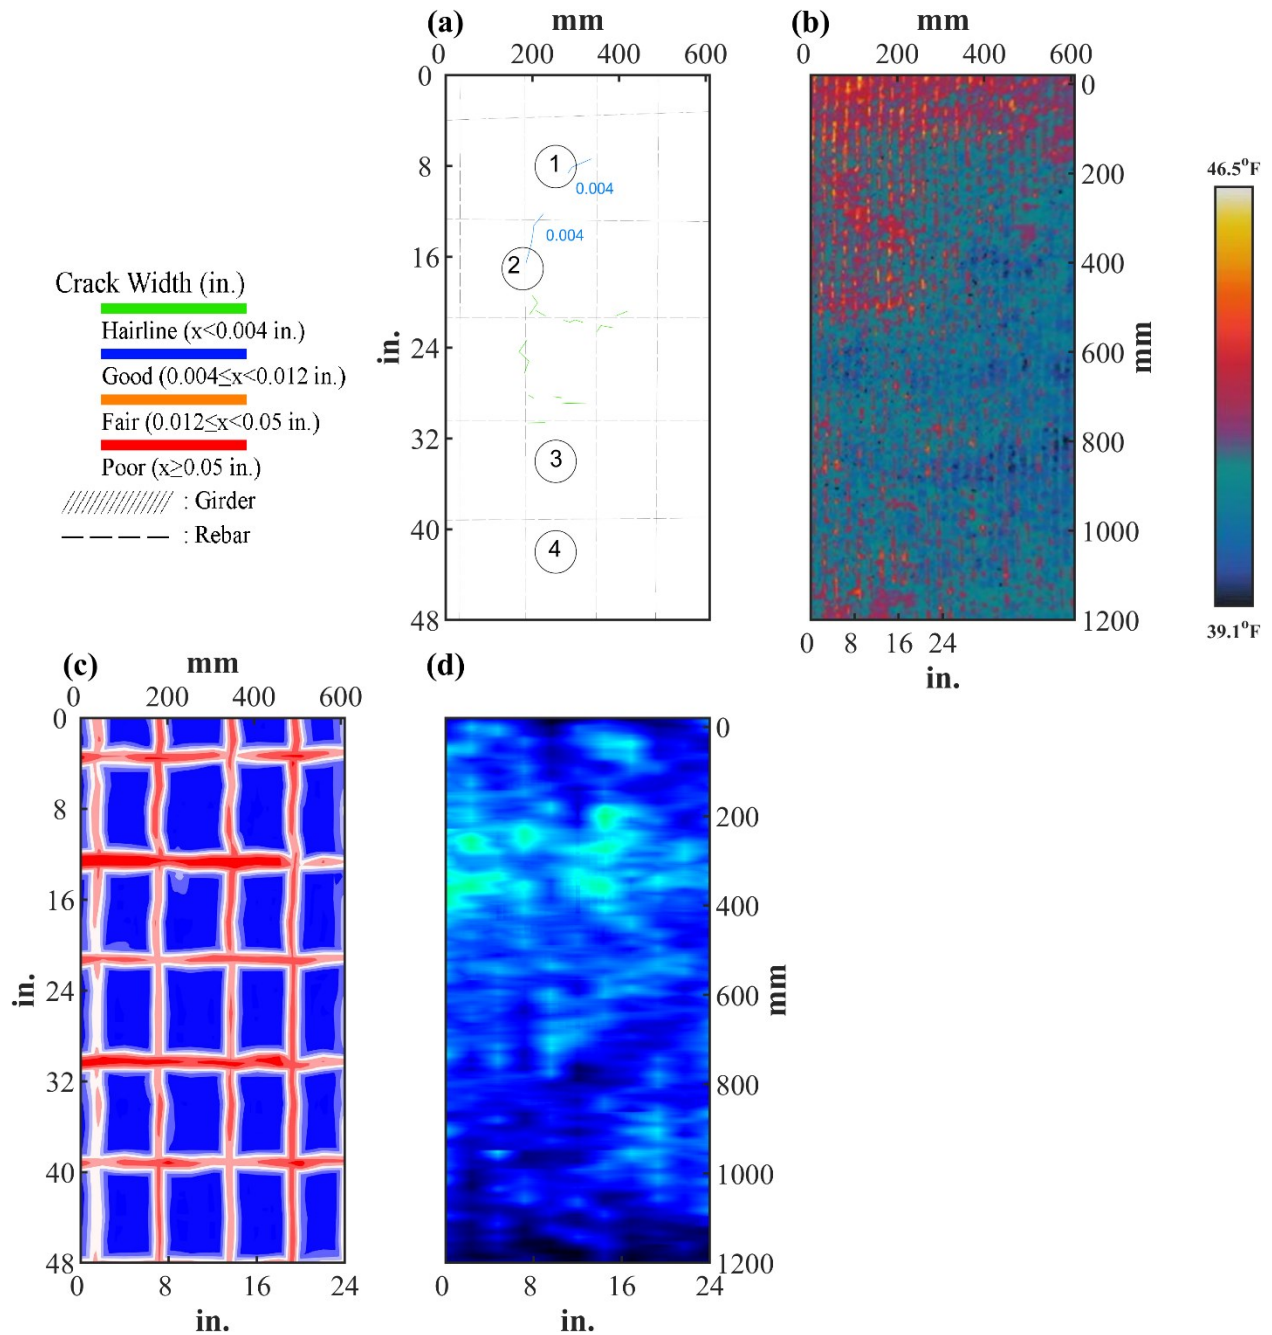 (a) mm
0 200 400 600
0
8
16
24
32
40
48
in.
1
0.004
0.004
2
3
4
Crack Width (in.)
Hairline (x<0.004 in.)
Good (0.004≤x<0.012 in.)
Fair (0.012≤x<0.05 in.)
Poor (x≥0.05 in.)
: Girder
: Rebar
(b) mm
0 200 400 600
0
200
400
600
800
1000
1200
mm
0 8 16 24
in.
46.5°F
39.1°F
(c) mm
0 200 400 600
0
8
16
24
32
40
48
in.
0 8 16 24
in.
(d)
0
200
400
600
800
1000
1200
mm
0 8 16 24
in.